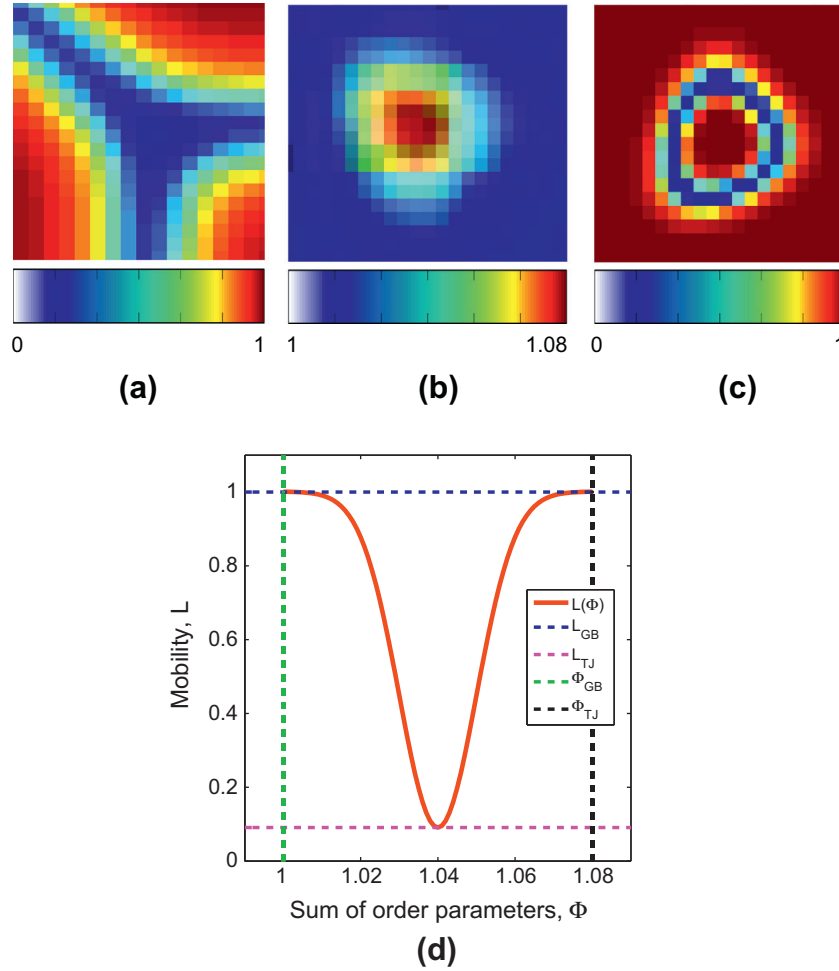 0 1
1 1.08
0 1
(a) (b) (c)
1
0.8
0.6
0.4
0.2
0
Mobility, L
L(Φ)
L_GB
L_TJ
Φ_GB
Φ_TJ
1 1.02 1.04 1.06 1.08
Sum of order parameters, Φ
(d)